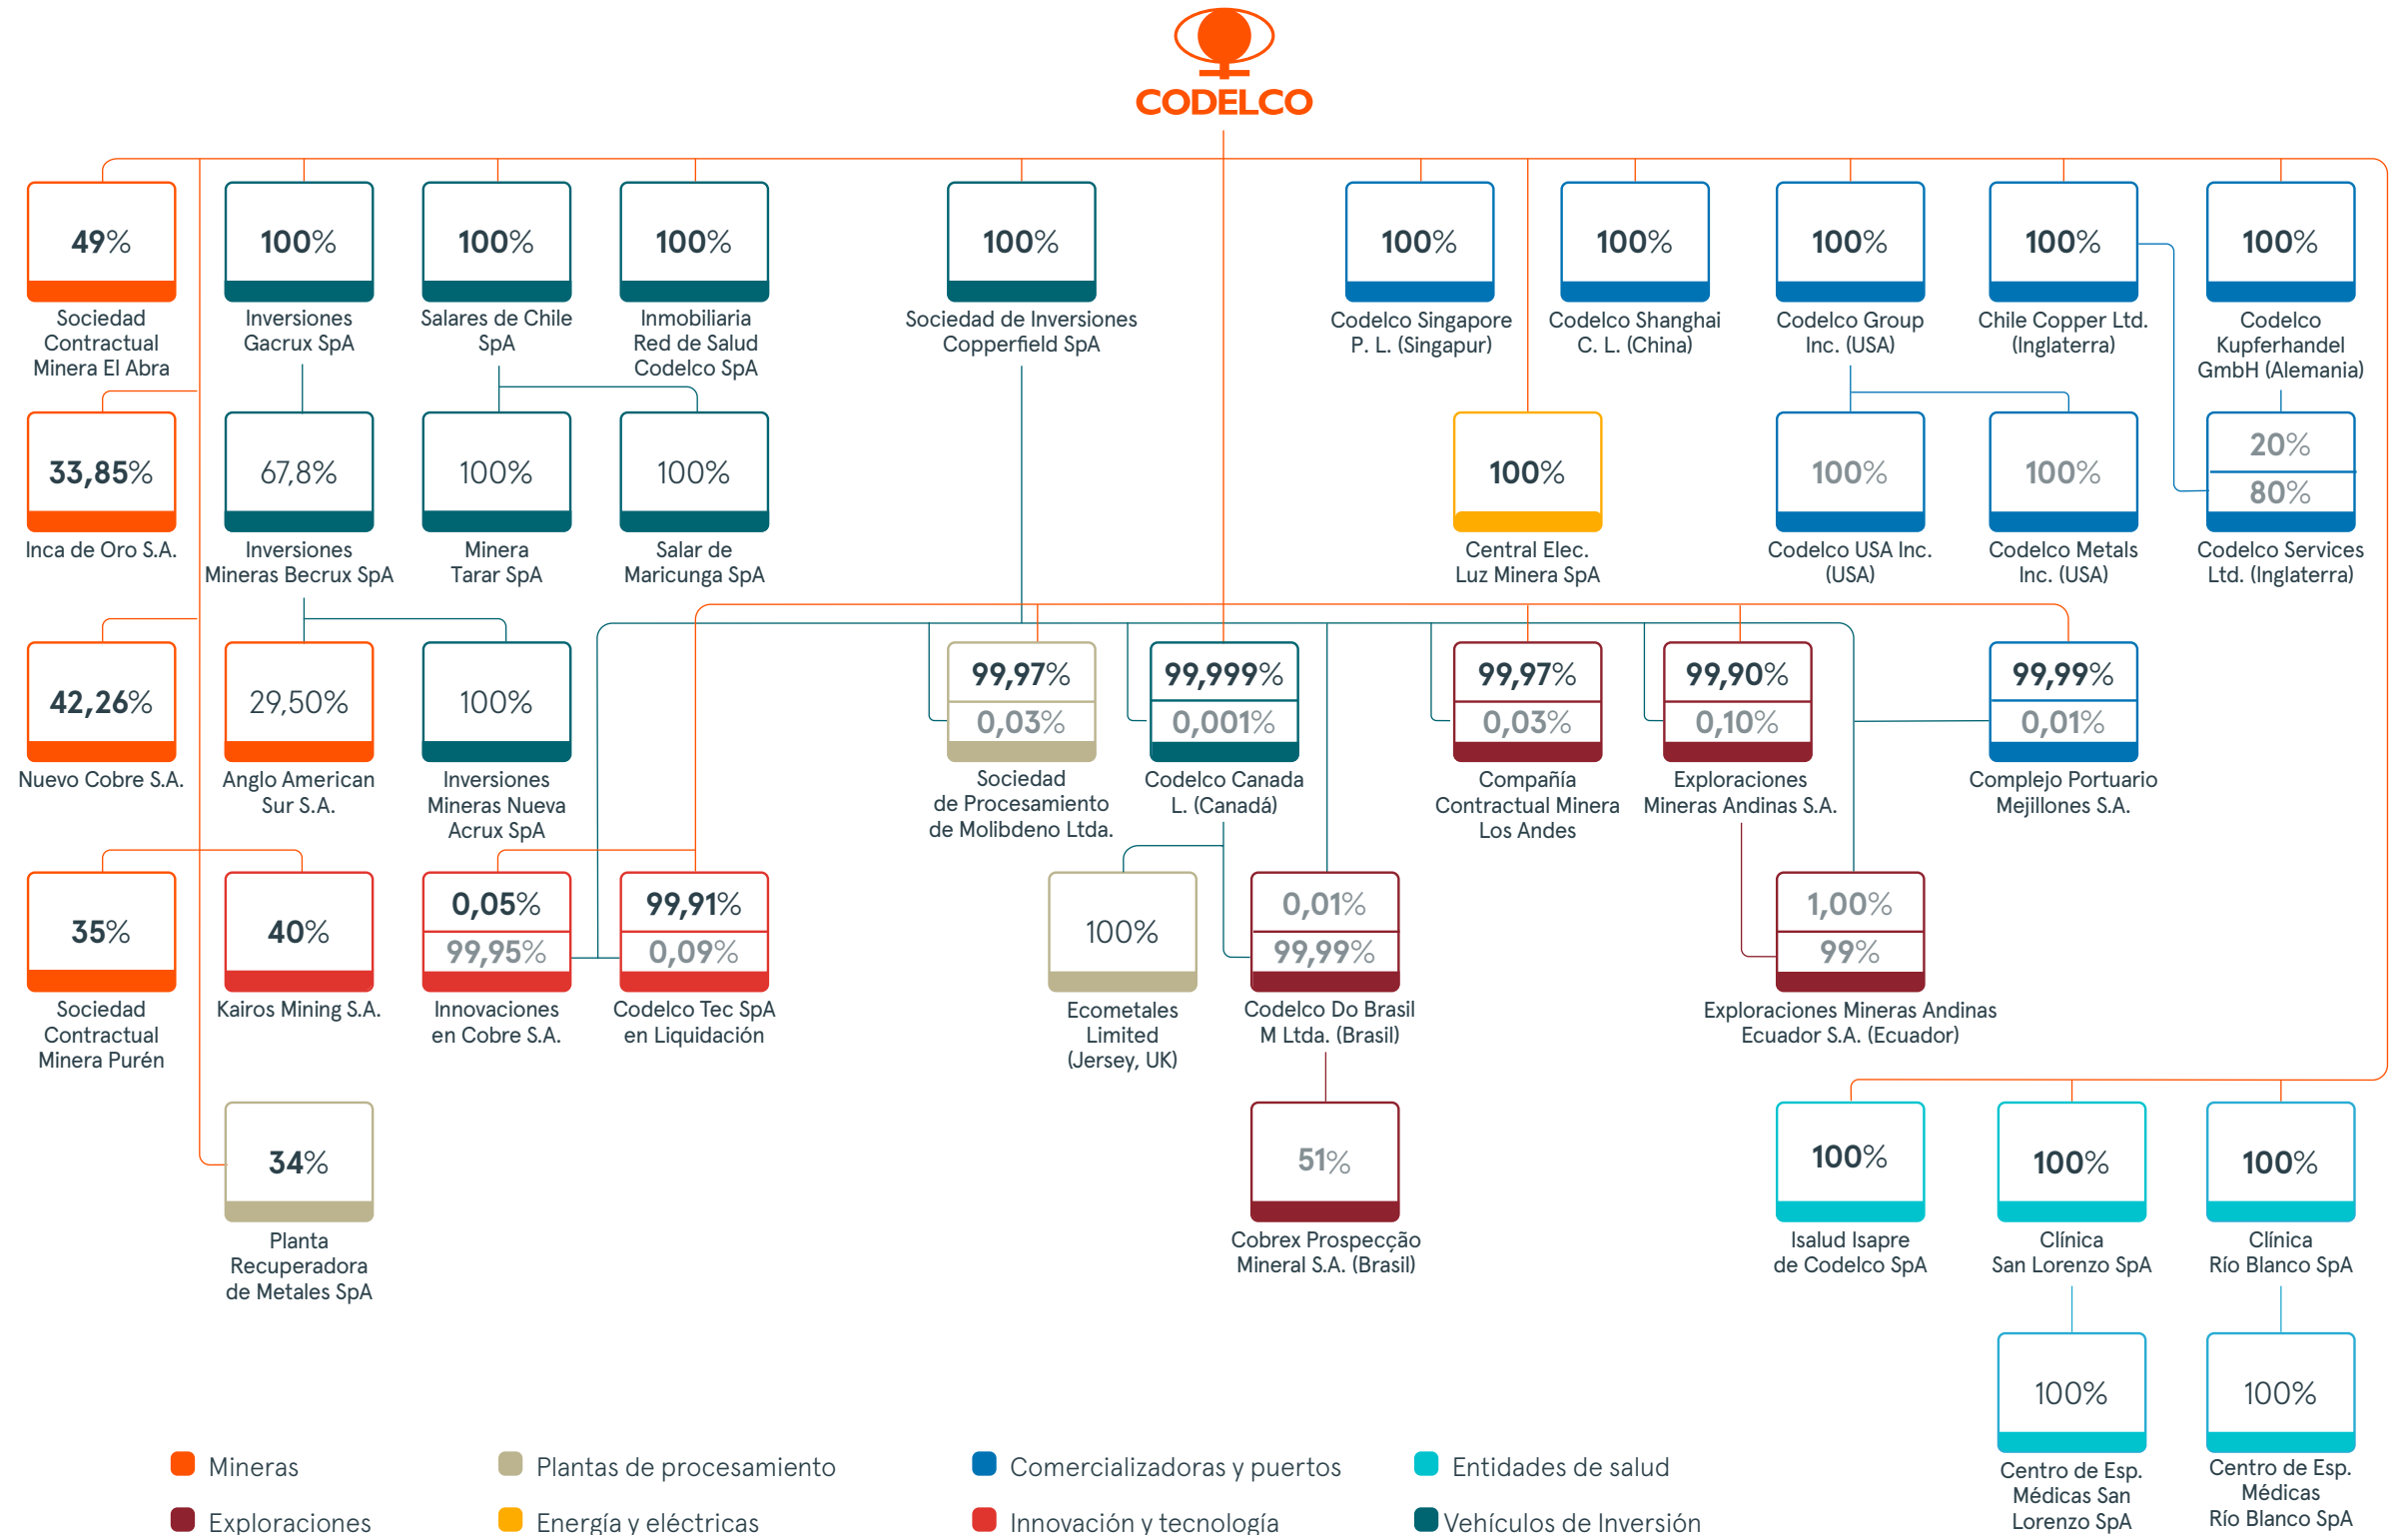 CODELCO
49%
Sociedad
Contractual
Minera El Abra
100%
Inversiones
Gacrux SpA
100%
Salares de Chile
SpA
100%
Inmobiliaria
Red de Salud
Codelco SpA
100%
Sociedad de Inversiones
Copperfield SpA
100%
Codelco Singapore
P. L. (Singapur)
100%
Codelco Shanghai
C. L. (China)
100%
Codelco Group
Inc. (USA)
100%
Chile Copper Ltd.
(Inglaterra)
100%
Codelco
Kupferhandel
GmbH (Alemania)
33,85%
Inca de Oro S.A.
67,8%
Inversiones
Mineras Becrux SpA
100%
Minera
Tarar SpA
100%
Salar de
Maricunga SpA
100%
Central Elec.
Luz Minera SpA
100%
Codelco USA Inc.
(USA)
100%
Codelco Metals
Inc. (USA)
20%
80%
Codelco Services
Ltd. (Inglaterra)
42,26%
Nuevo Cobre S.A.
29,50%
Anglo American
Sur S.A.
100%
Inversiones
Mineras Nueva
Acrux SpA
99,97%
0,03%
Sociedad
de Procesamiento
de Molibdeno Ltda.
99,999%
0,001%
Codelco Canada
L. (Canadá)
99,97%
0,03%
Compañía
Contractual Minera
Los Andes
99,90%
0,10%
Exploraciones
Mineras Andinas S.A.
99,99%
0,01%
Complejo Portuario
Mejillones S.A.
35%
Sociedad
Contractual
Minera Purén
40%
Kairos Mining S.A.
0,05%
99,95%
Innovaciones
en Cobre S.A.
99,91%
0,09%
Codelco Tec SpA
en Liquidación
100%
Ecometales
Limited
(Jersey, UK)
0,01%
99,99%
Codelco Do Brasil
M Ltda. (Brasil)
1,00%
99%
Exploraciones Mineras Andinas
Ecuador S.A. (Ecuador)
34%
Planta
Recuperadora
de Metales SpA
51%
Cobrex Prospecção
Mineral S.A. (Brasil)
100%
Isalud Isapre
de Codelco SpA
100%
Clínica
San Lorenzo SpA
100%
Clínica
Río Blanco SpA
100%
Centro de Esp.
Médicas San
Lorenzo SpA
100%
Centro de Esp.
Médicas
Río Blanco SpA
Mineras
Plantas de procesamiento
Comercializadoras y puertos
Entidades de salud
Exploraciones
Energía y eléctricas
Innovación y tecnología
Vehículos de Inversión